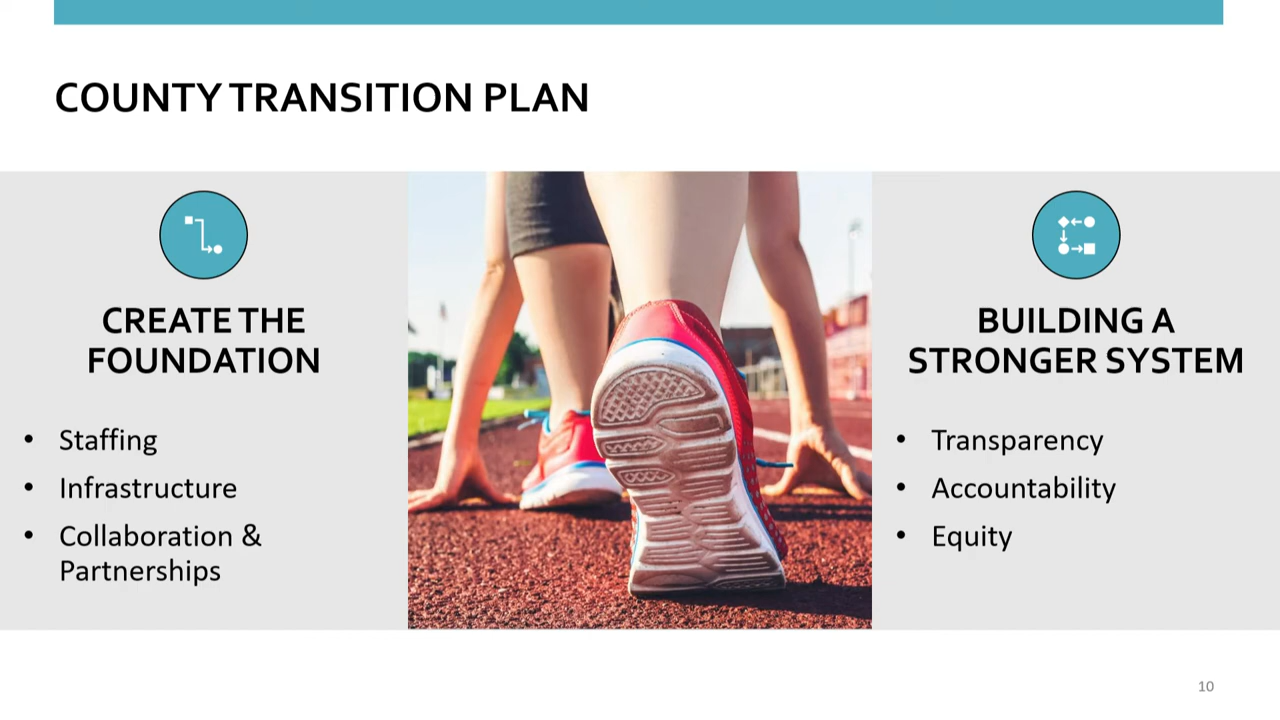 COUNTY TRANSITION PLAN
CREATE THE
FOUNDATION
• Staffing
• Infrastructure
• Collaboration &
Partnerships
BUILDING A
STRONGER SYSTEM
• Transparency
• Accountability
• Equity
10